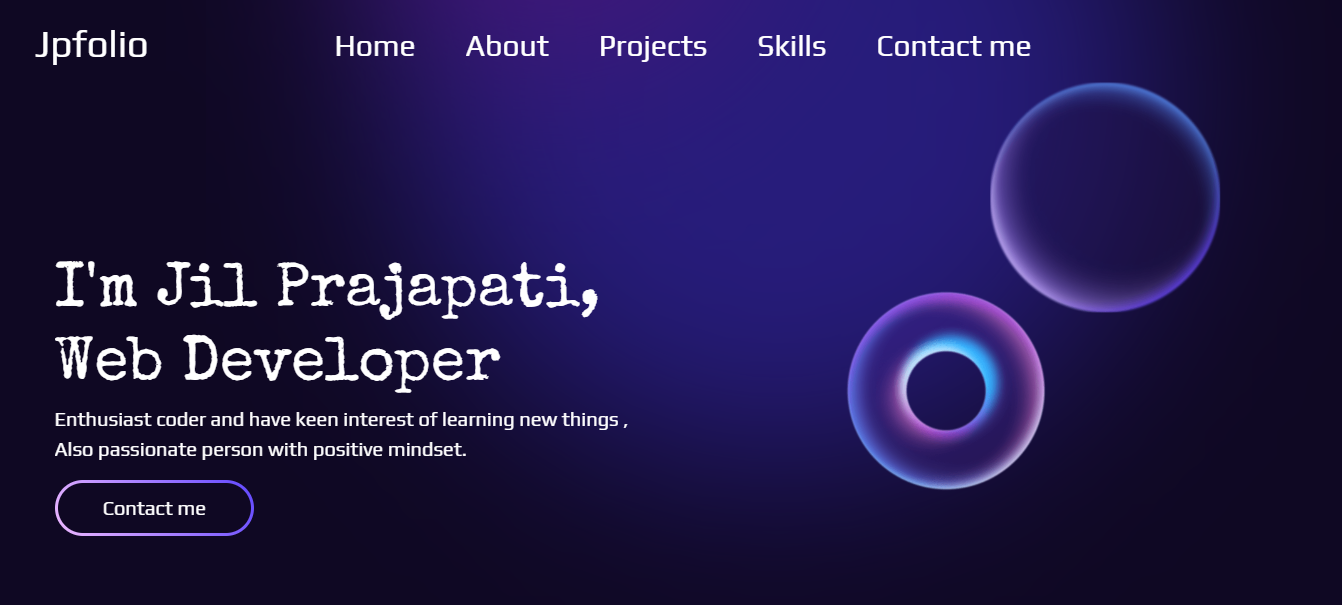 Jpfolio
Home About Projects Skills Contact me
I'm Jil Prajapati,
Web Developer
Enthusiast coder and have keen interest of learning new things ,
Also passionate person with positive mindset.
Contact me